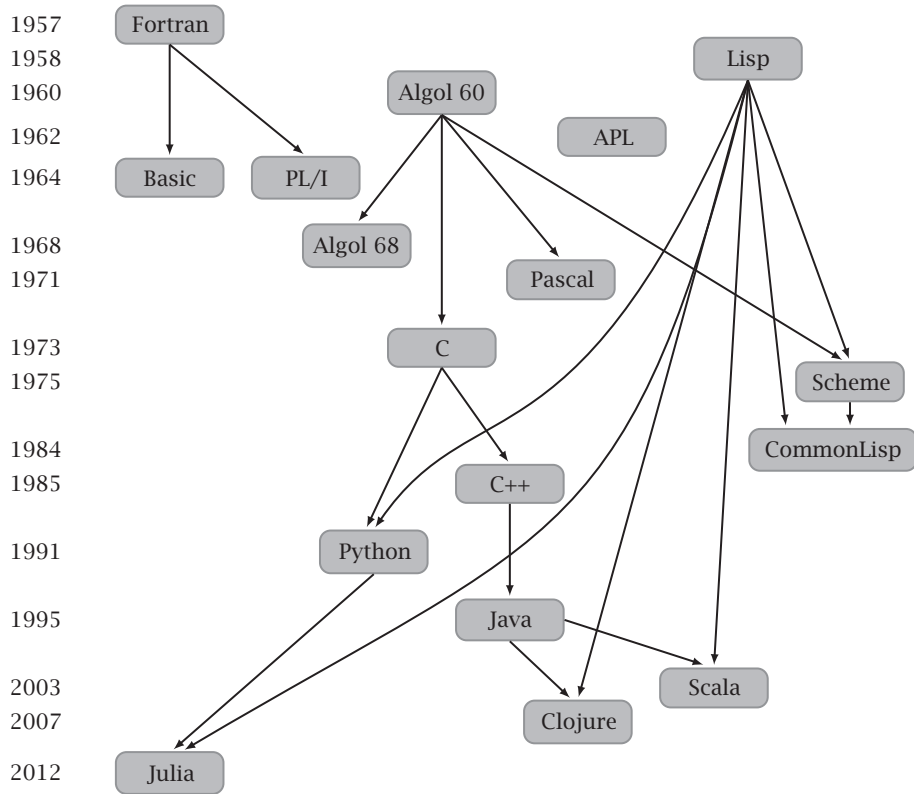 1957 Fortran
1958 Lisp
1960 Algol 60
1962 APL
1964 Basic PL/I
1968 Algol 68
1971 Pascal
1973 C
1975 Scheme
1984 CommonLisp
1985 C++
1991 Python
1995 Java
2003 Scala
2007 Clojure
2012 Julia